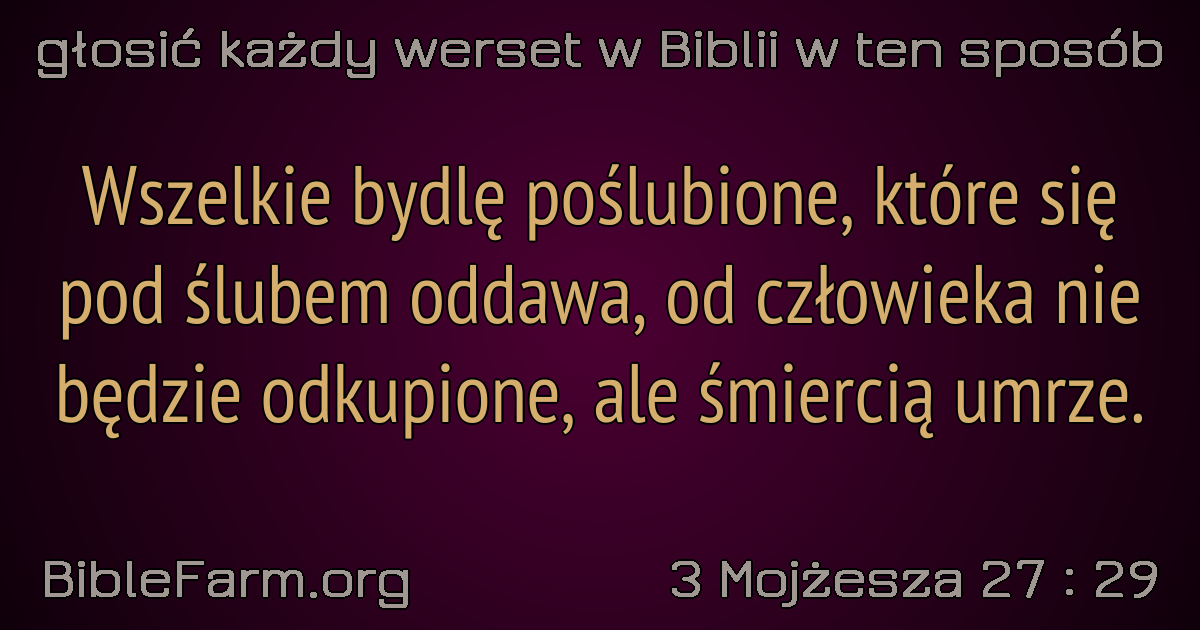 głosić każdy werset w Biblii w ten sposób
Wszelkie bydlę poślubione, które się
pod ślubem oddawa, od człowieka nie
będzie odkupione, ale śmiercią umrze.
BibleFarm.org
3 Mojżesza 27 : 29